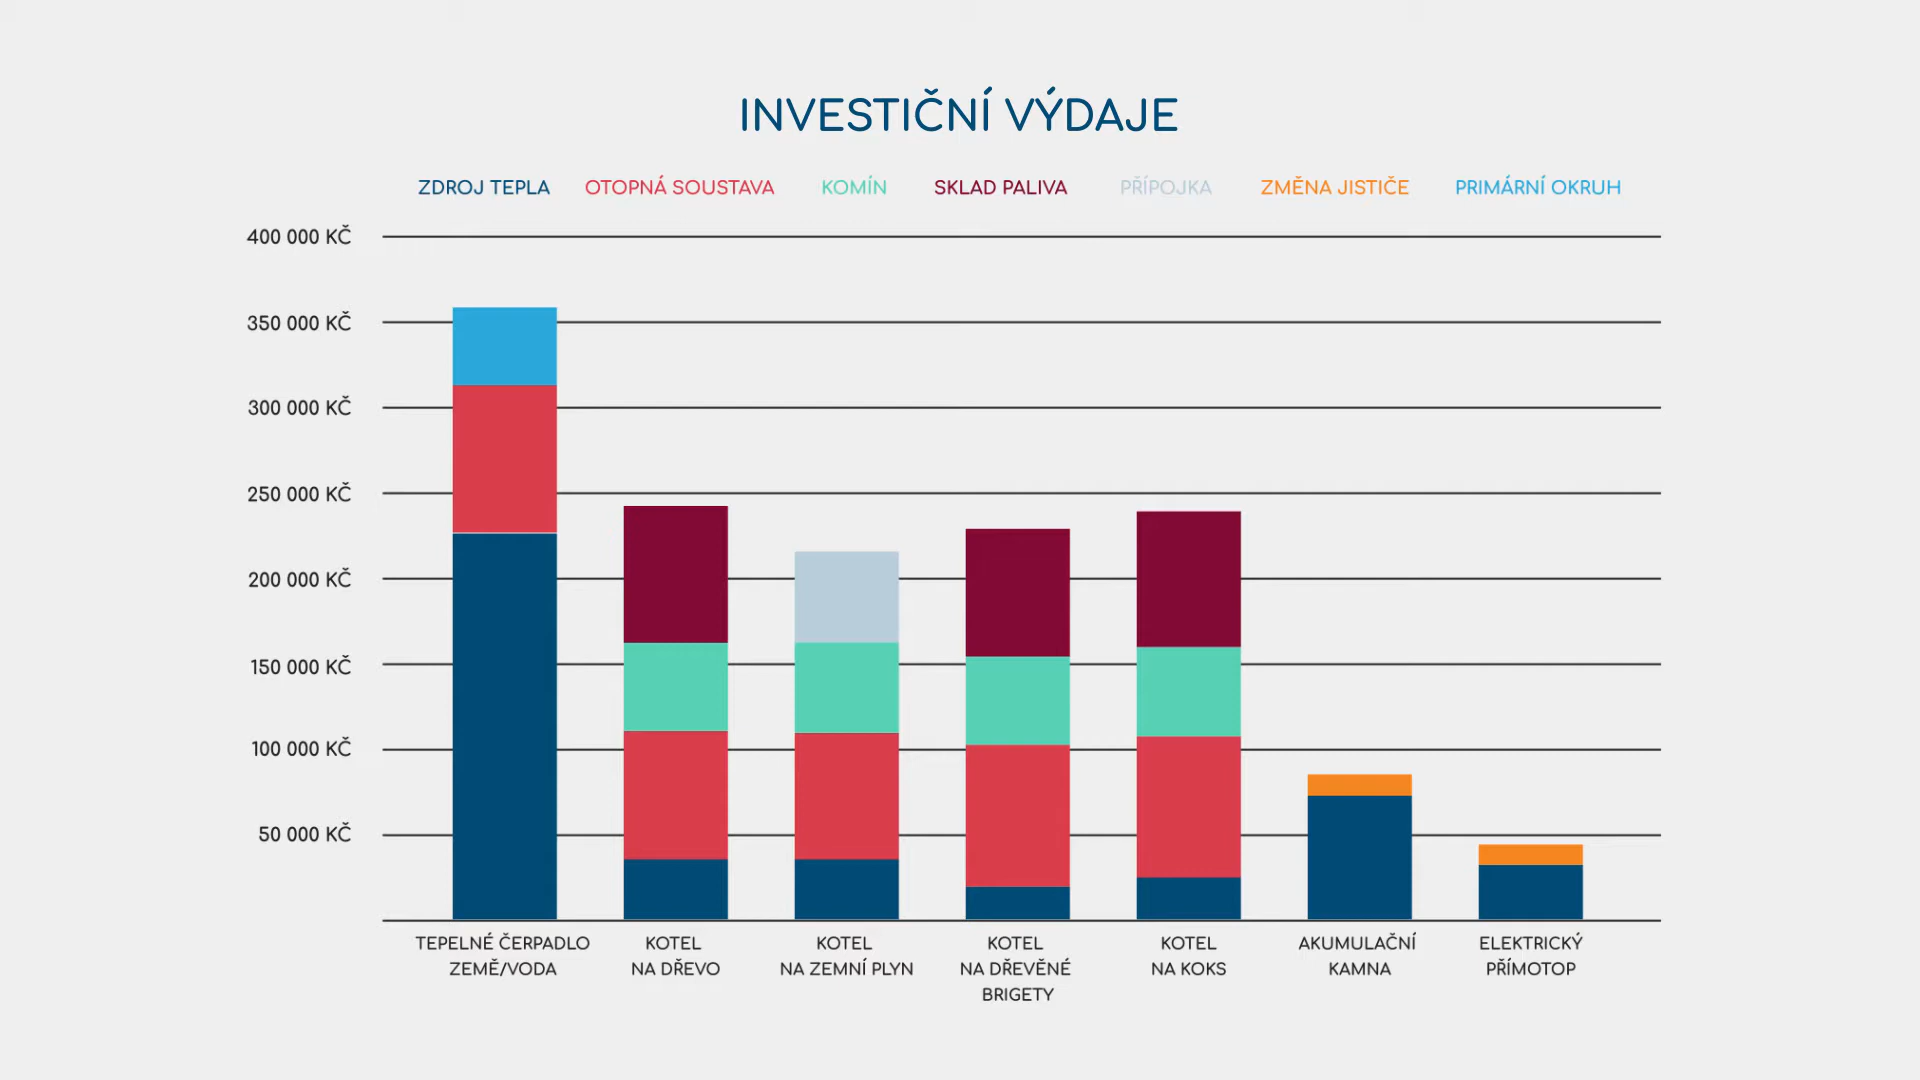 INVESTIČNÍ VÝDAJE
ZDROJ TEPLA OTOPNÁ SOUSTAVA KOMÍN SKLAD PALIVA PŘÍPOJKA ZMĚNA JISTIČE PRIMÁRNÍ OKRUH
400 000 KČ
350 000 KČ
300 000 KČ
250 000 KČ
200 000 KČ
150 000 KČ
100 000 KČ
50 000 KČ
TEPELNÉ ČERPADLO
ZEMĚ/VODA
KOTEL
NA DŘEVO
KOTEL
NA ZEMNÍ PLYN
KOTEL
NA DŘEVĚNÉ
BRIGETY
KOTEL
NA KOKS
AKUMULAČNÍ
KAMNA
ELEKTRICKÝ
PŘÍMOTOP